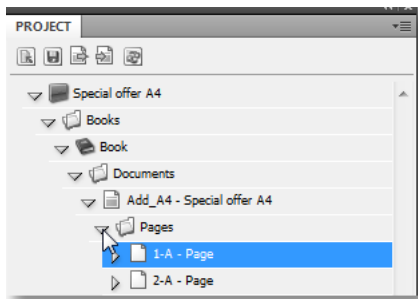 PROJECT
Special offer A4
Books
Book
Documents
Add_A4 - Special offer A4
Pages
1-A - Page
2-A - Page